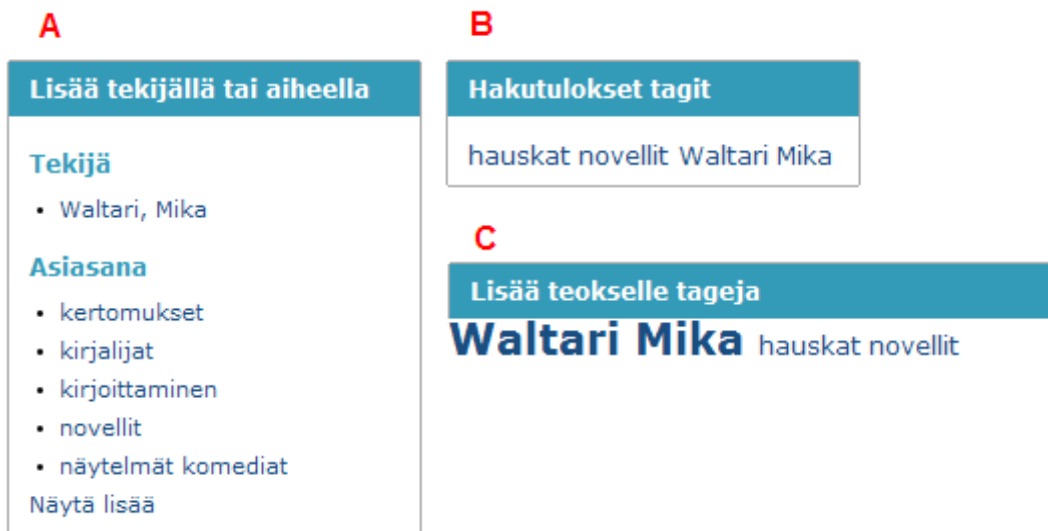 A
Lisää tekijällä tai aiheella
Tekijä
• Waltari, Mika
Asiasana
• kertomukset
• kirjalijat
• kirjoittaminen
• novellit
• näytelmät komediat
Näytä lisää
B
Hakutulokset tagit
hauskat novellit Waltari Mika
C
Lisää teokselle tageja
Waltari Mika hauskat novellit